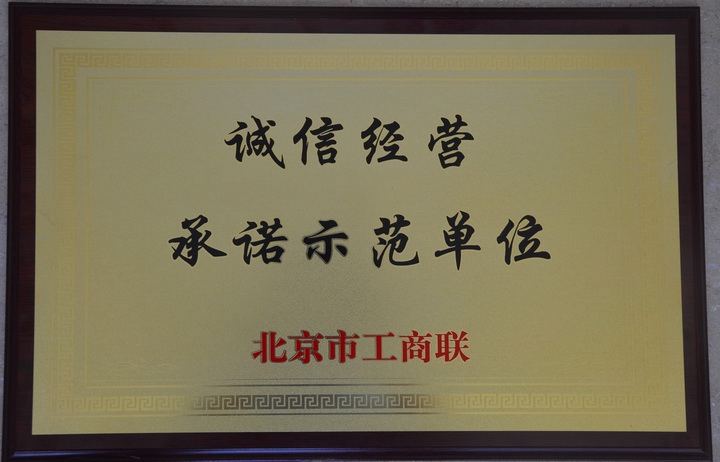 诚信经营
承诺示范单位
北京市工商联